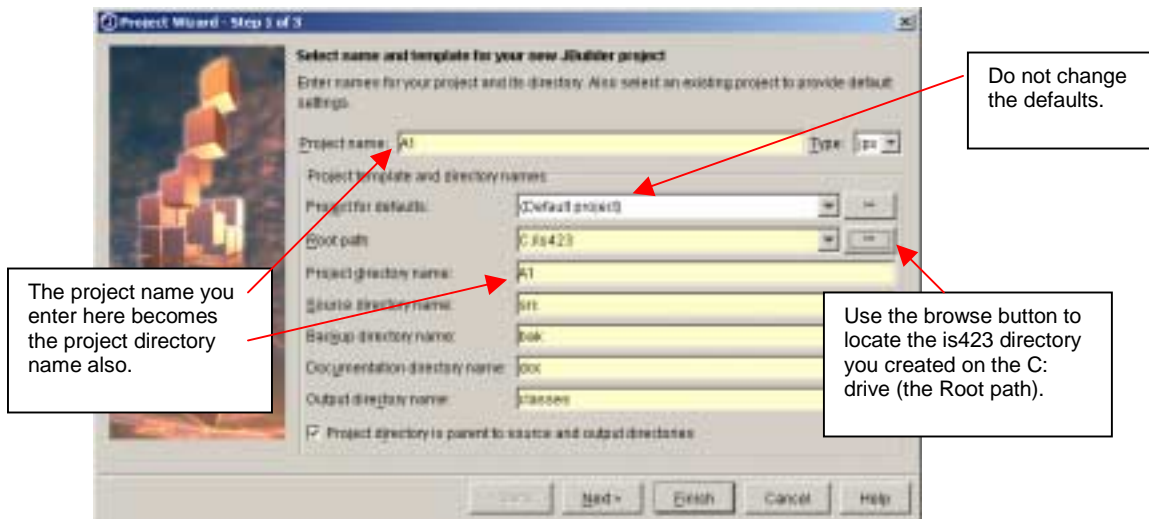 Project Wizard - Step 1 of 3
Select name and template for your new JBuilder project
Enter names for your project and its directory. Also select an existing project to provide default
settings.
Do not change
the defaults.
Project name: A1 Type: jpx
Project template and directory names
Project for defaults: (Default project) ...
Root path: C:/is423 ...
Project directory name: A1
Source directory name: src
Backup directory name: bak
Documentation directory name: doc
Output directory name: classes
Project directory is parent to source and output directories
The project name you
enter here becomes
the project directory
name also.
Use the browse button to
locate the is423 directory
you created on the C:
drive (the Root path).
Next > Finish Cancel Help